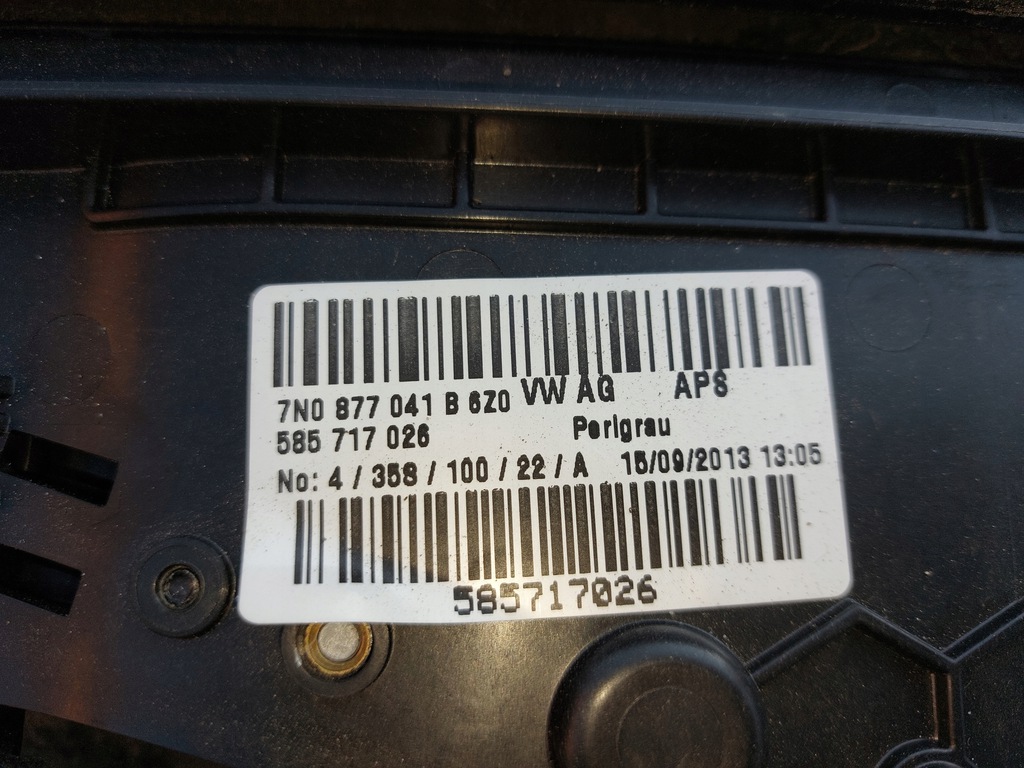 7N0 877 041 B 6Z0 VW AG APS
585 717 026 Perlgrau
No: 4 / 358 / 100 / 22 / A 15/09/2013 13:05
585717026